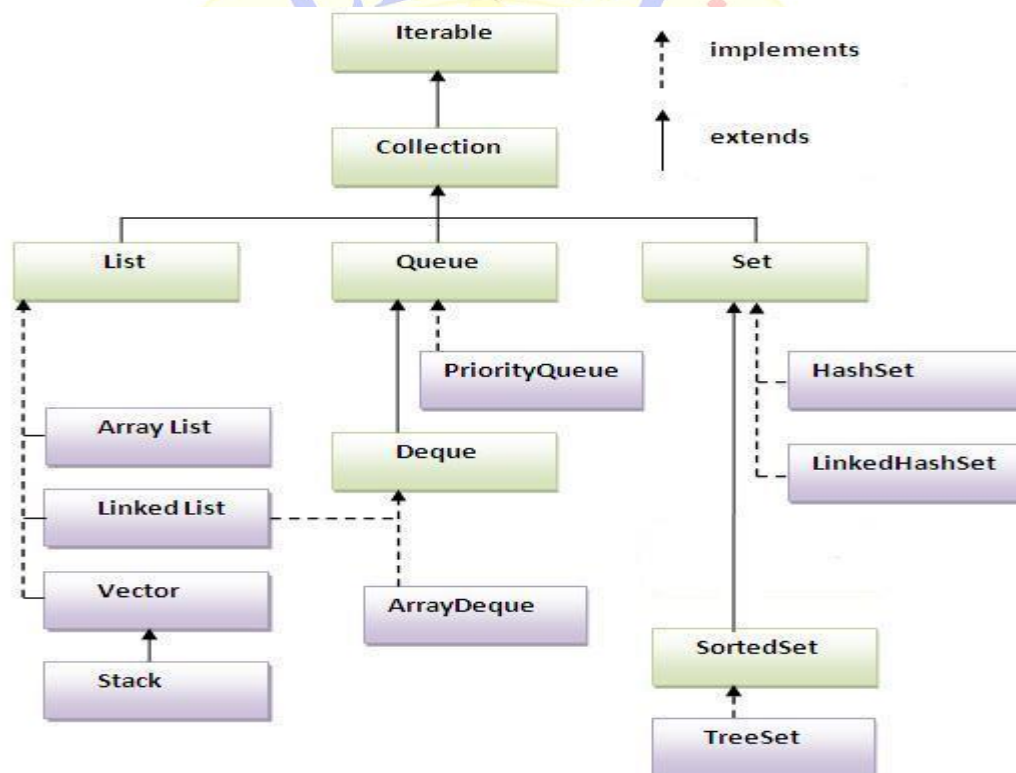 Iterable
implements
Collection
extends
List
Queue
Set
PriorityQueue
HashSet
Array List
Deque
LinkedHashSet
Linked List
Vector
ArrayDeque
SortedSet
Stack
TreeSet